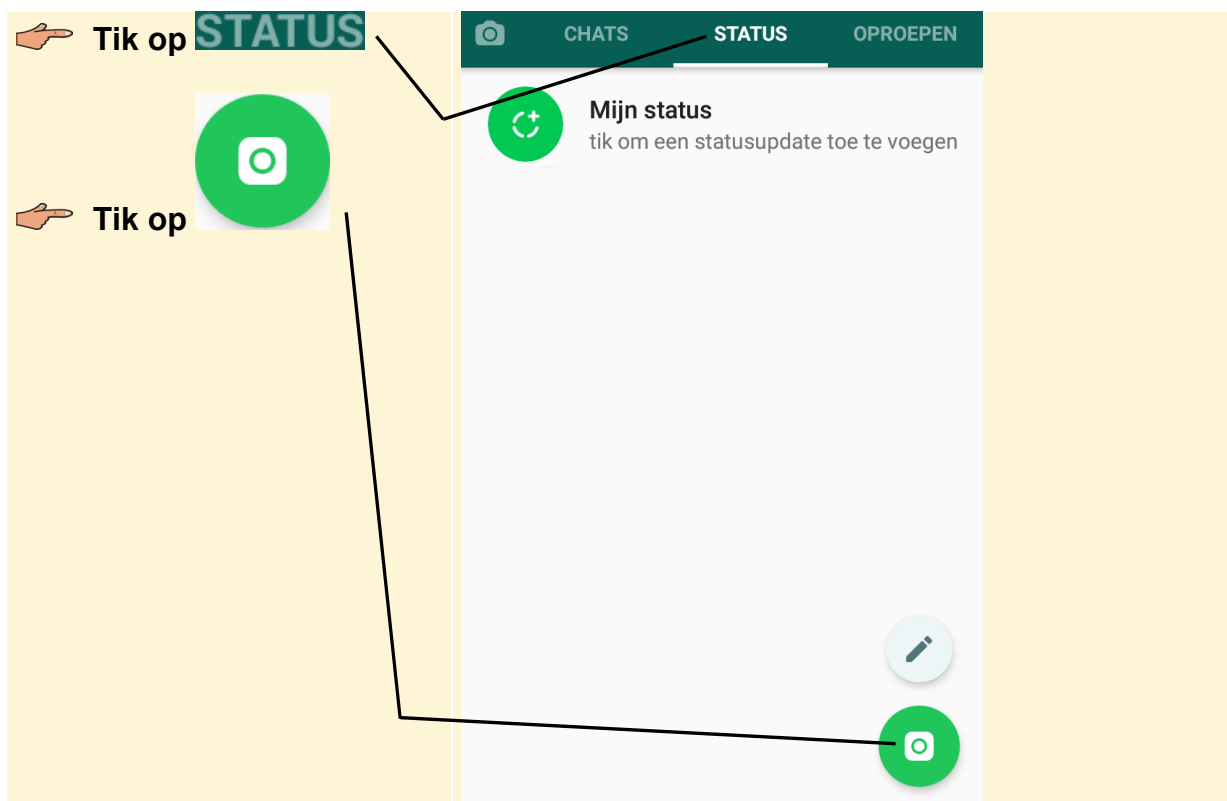 Tik op STATUS
Tik op
CHATS STATUS OPROEPEN
Mijn status
tik om een statusupdate toe te voegen